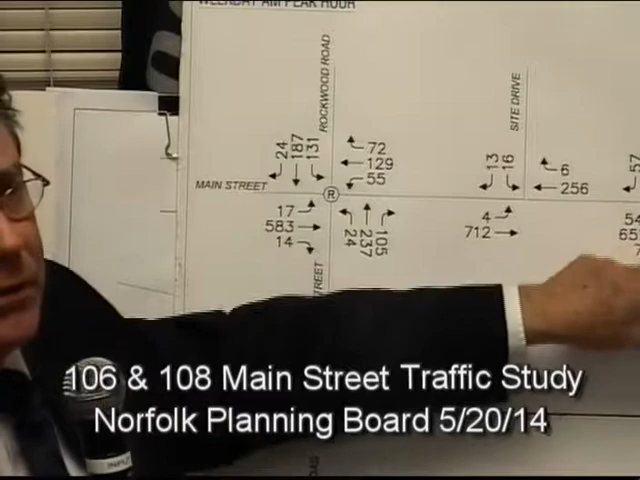 WEEKDAY AM PEAK HOUR
ROCKWOOD ROAD
SITE DRIVE
24 187 131
72
129
55
13 16
6
256
57
MAIN STREET
R
17
583
14
24 237 105
4
712
54
65
STREET
106 & 108 Main Street Traffic Study
Norfolk Planning Board 5/20/14